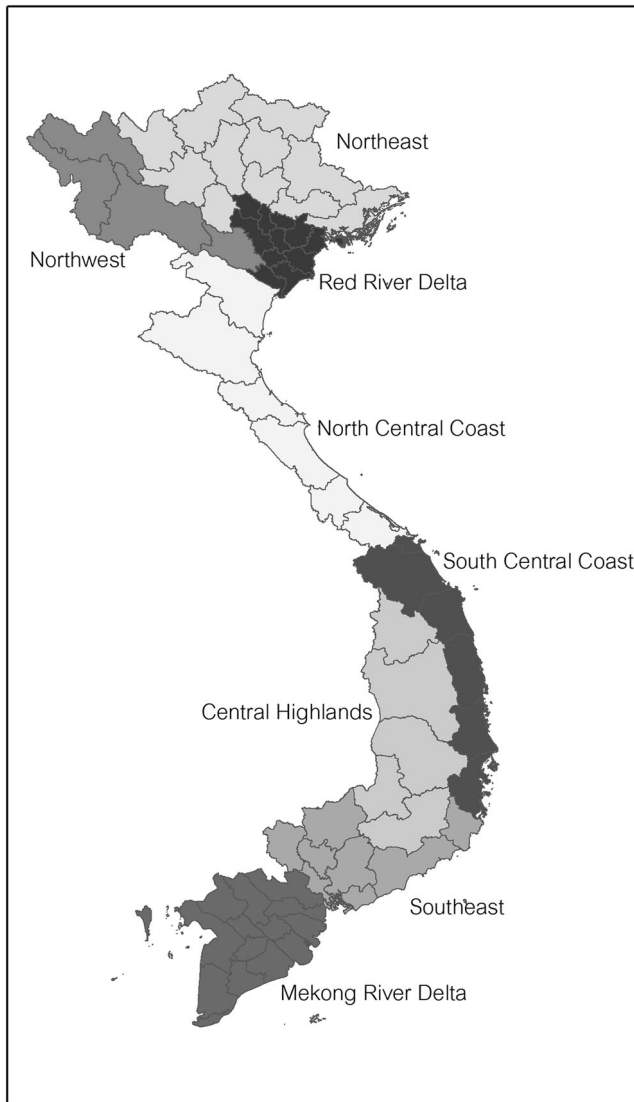 Northeast
Northwest
Red River Delta
North Central Coast
South Central Coast
Central Highlands
Southeast
Mekong River Delta